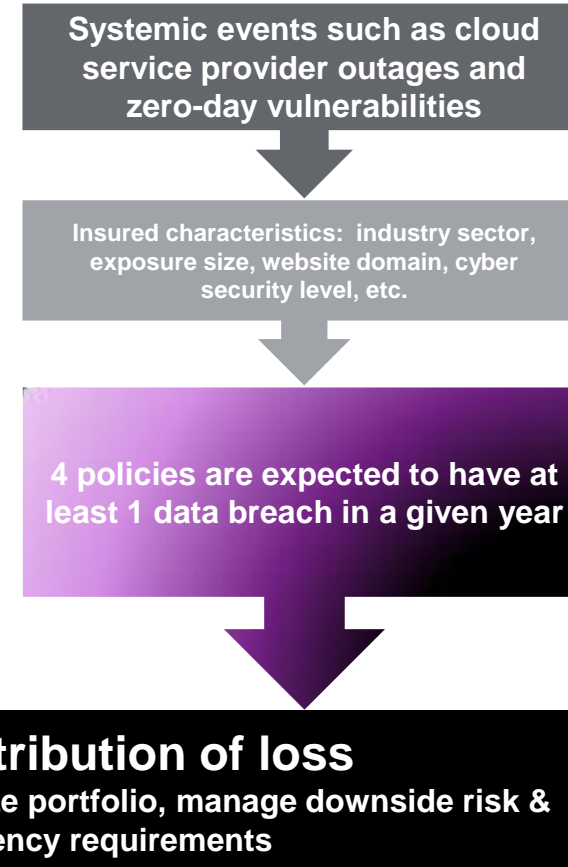 Systemic events such as cloud
service provider outages and
zero-day vulnerabilities
Insured characteristics:  industry sector,
exposure size, website domain, cyber
security level, etc.
4 policies are expected to have at
least 1 data breach in a given year
tribution of loss
e portfolio, manage downside risk &
ency requirements